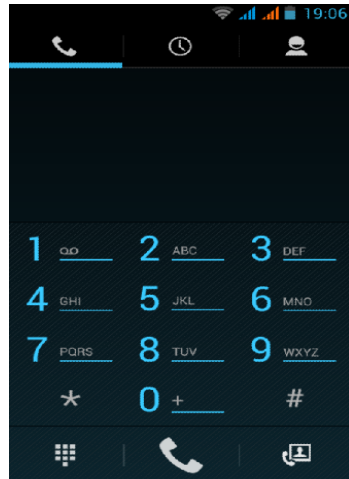 19:06
1 2 ABC 3 DEF
4 GHI 5 JKL 6 MNO
7 PQRS 8 TUV 9 WXYZ
* 0 + #